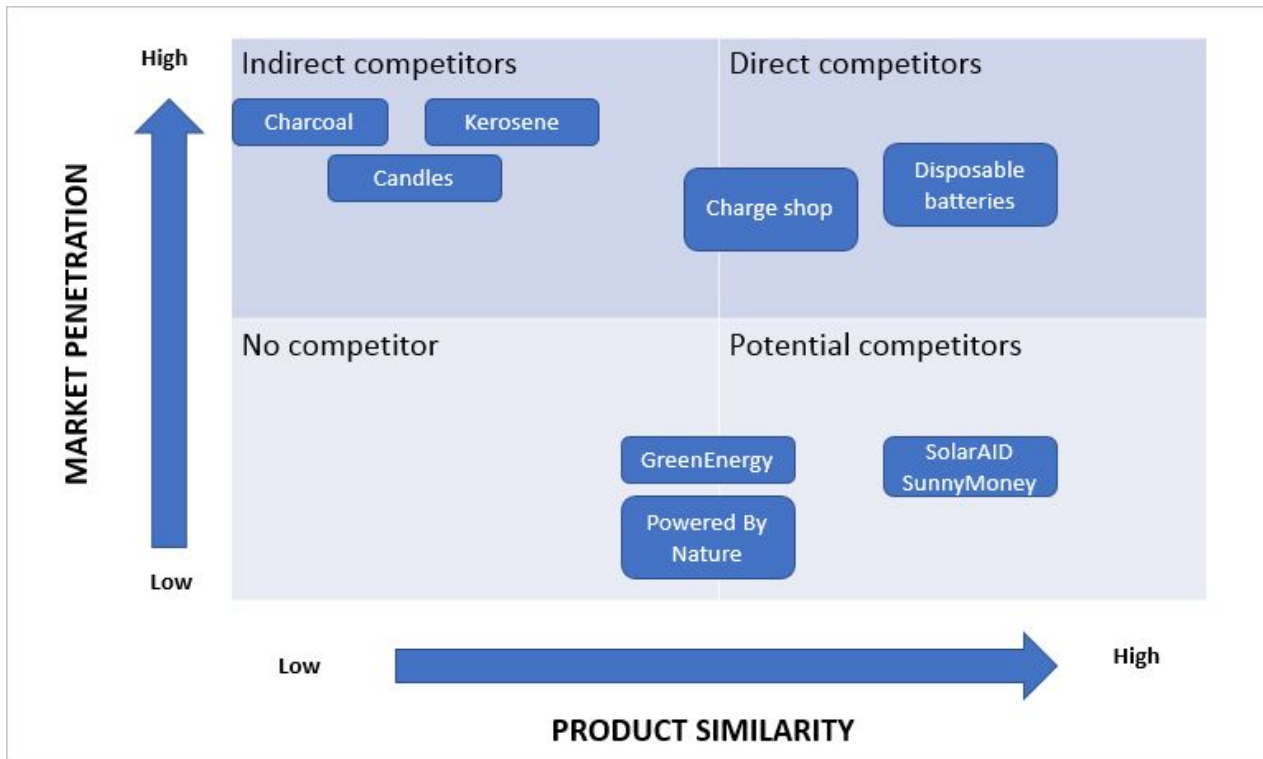 High
Indirect competitors
Direct competitors
Charcoal
Kerosene
Candles
Charge shop
Disposable
batteries
MARKET PENETRATION
No competitor
Potential competitors
GreenEnergy
SolarAID
SunnyMoney
Powered By
Nature
Low
Low
High
PRODUCT SIMILARITY